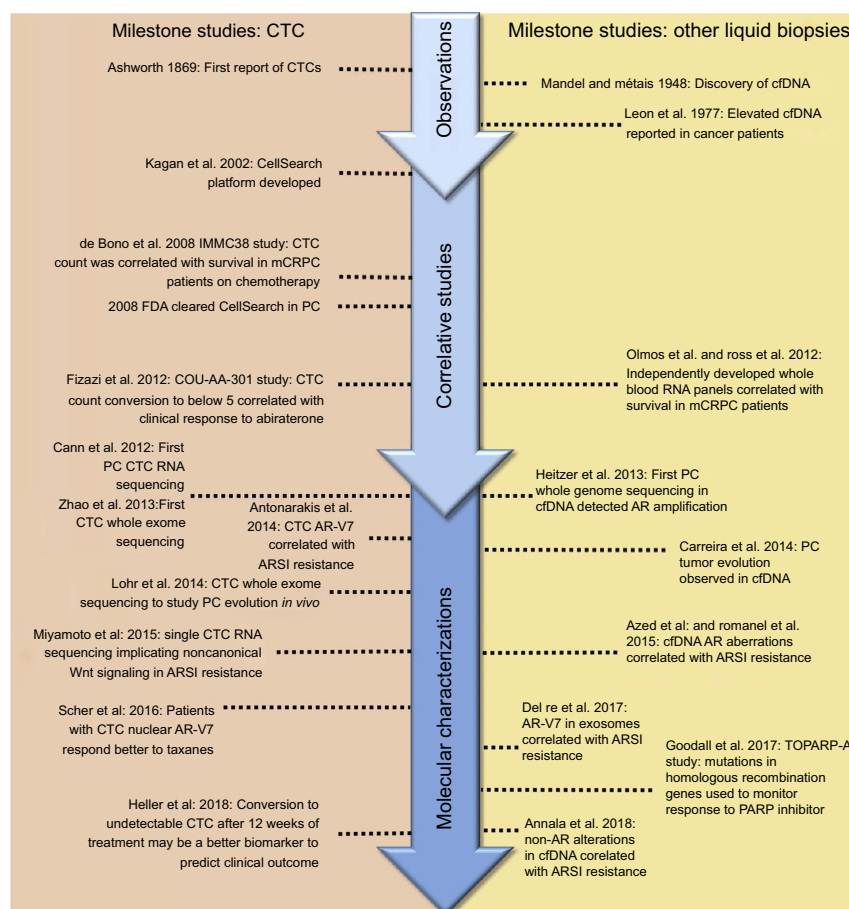 Milestone studies: CTC
Ashworth 1869: First report of CTCs
Kagan et al. 2002: CellSearch
platform developed
de Bono et al. 2008 IMMC38 study: CTC
count was correlated with survival in mCRPC
patients on chemotherapy
2008 FDA cleared CellSearch in PC
Fizazi et al. 2012: COU-AA-301 study: CTC
count conversion to below 5 correlated with
clinical response to abiraterone
Cann et al. 2012: First
PC CTC RNA
sequencing
Zhao et al. 2013:First
CTC whole exome
sequencing
Antonarakis et al.
2014: CTC AR-V7
correlated with
ARSI resistance
Lohr et al. 2014: CTC whole exome
sequencing to study PC evolution in vivo
Miyamoto et al: 2015: single CTC RNA
sequencing implicating noncanonical
Wnt signaling in ARSI resistance
Scher et al. 2016: Patients
with CTC nuclear AR-V7
respond better to taxanes
Heller et al. 2018: Conversion to
undetectable CTC after 12 weeks of
treatment may be a better biomarker to
predict clinical outcome
Observations
Correlative studies
Molecular characterizations
Milestone studies: other liquid biopsies
Mandel and métais 1948: Discovery of cfDNA
Leon et al. 1977: Elevated cfDNA
reported in cancer patients
Olmos et al. and ross et al. 2012:
Independently developed whole
blood RNA panels correlated with
survival in mCRPC patients
Heitzer et al. 2013: First PC
whole genome sequencing in
cfDNA detected AR amplification
Carreira et al. 2014: PC
tumor evolution
observed in cfDNA
Azed et al: and romanel et al.
2015: cfDNA AR aberrations
correlated with ARSI resistance
Del re et al. 2017:
AR-V7 in exosomes
correlated with ARSI
resistance
Goodall et al. 2017: TOPARP-A
study: mutations in
homologous recombination
genes used to monitor
response to PARP inhibitor
Annala et al. 2018:
non-AR alterations
in cfDNA corelated
with ARSI resistance